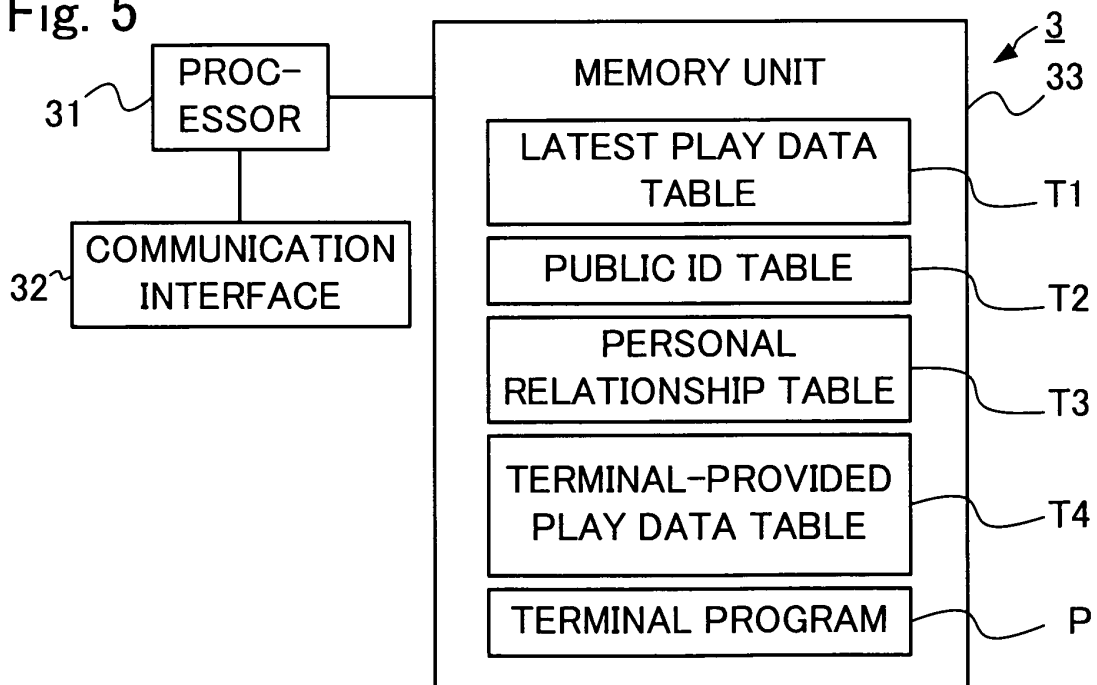 Fig. 5
PROC-
ESSOR
31
COMMUNICATION
INTERFACE
32
MEMORY UNIT
3
33
LATEST PLAY DATA
TABLE
T1
PUBLIC ID TABLE
T2
PERSONAL
RELATIONSHIP TABLE
T3
TERMINAL-PROVIDED
PLAY DATA TABLE
T4
TERMINAL PROGRAM
P